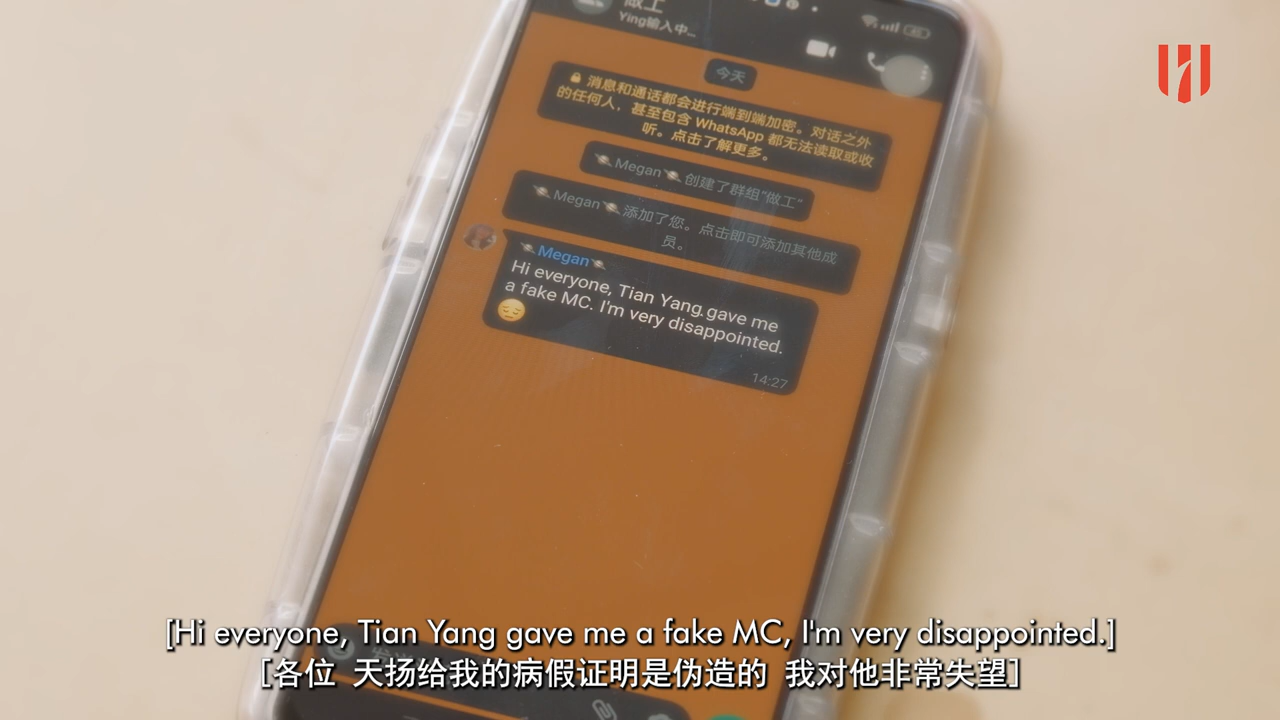 做工
Ying输入中...
今天
消息和通话都会进行端到端加密。对话之外
的任何人，甚至包含 WhatsApp 都无法读取或收
听。点击了解更多。
🪐Megan🪐创建了群组“做工”
🪐Megan🪐添加了您。点击即可添加其他成
员。
🪐Megan🪐
Hi everyone, Tian Yang gave me
a fake MC. I'm very disappointed.
😔
14:27
[Hi everyone, Tian Yang gave me a fake MC, I'm very disappointed.]
[各位 天扬给我的病假证明是伪造的 我对他非常失望]